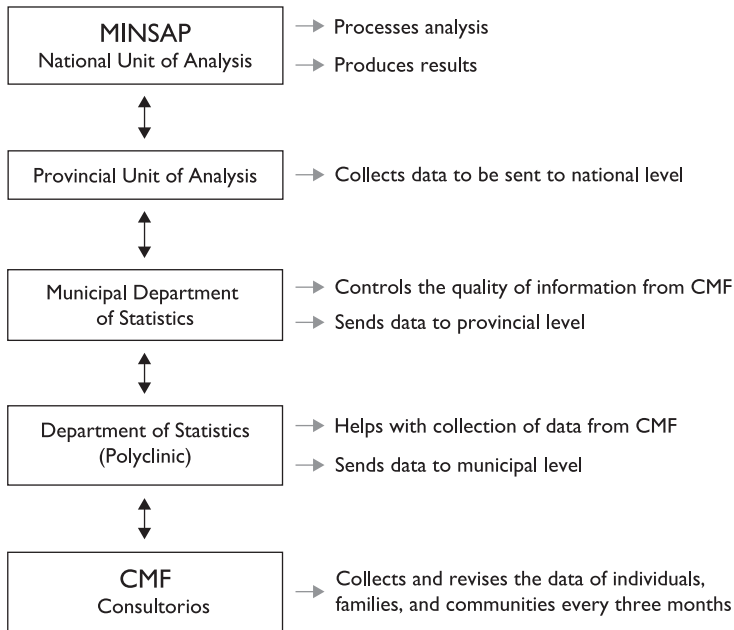 MINSAP
National Unit of Analysis
Processes analysis
Produces results
Provincial Unit of Analysis
Collects data to be sent to national level
Municipal Department
of Statistics
Controls the quality of information from CMF
Sends data to provincial level
Department of Statistics
(Polyclinic)
Helps with collection of data from CMF
Sends data to municipal level
CMF
Consultorios
Collects and revises the data of individuals,
families, and communities every three months